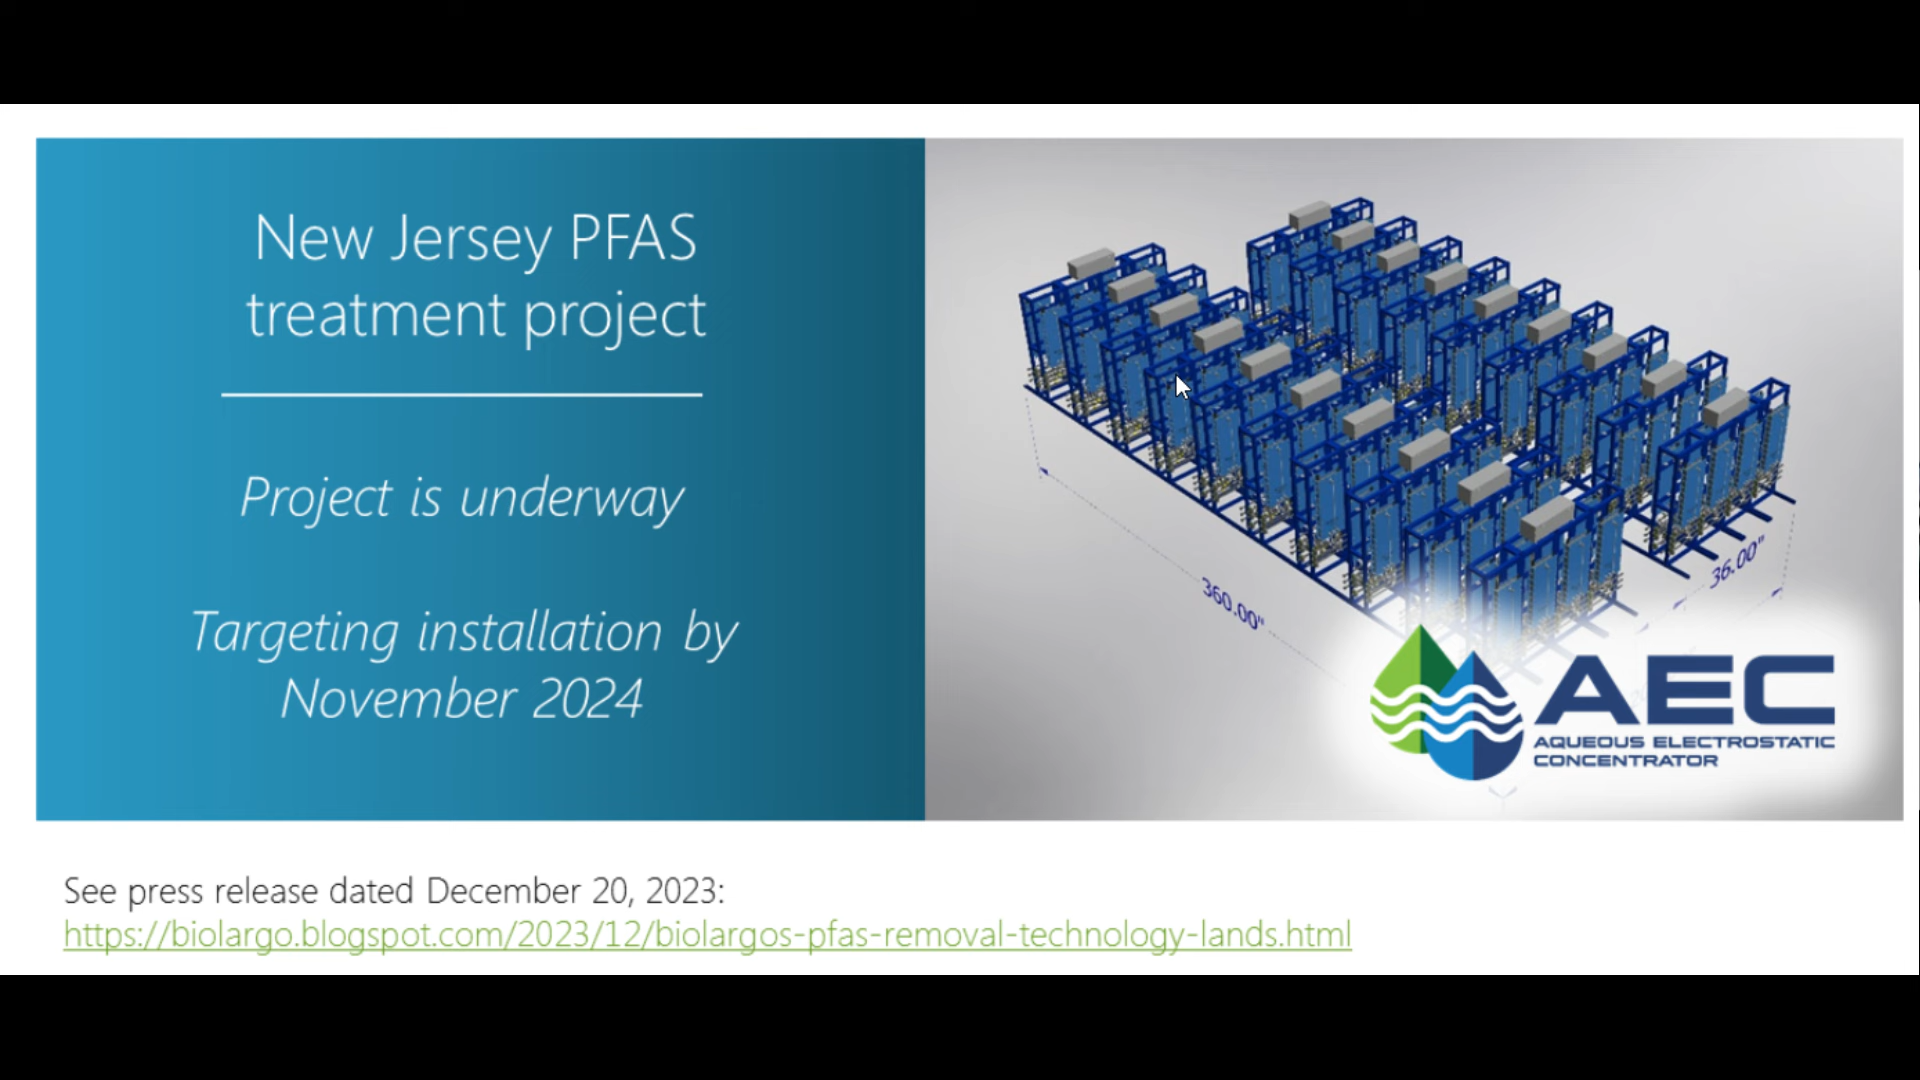 New Jersey PFAS
treatment project
Project is underway
Targeting installation by
November 2024
360.00"
36.00"
AEC
AQUEOUS ELECTROSTATIC
CONCENTRATOR
See press release dated December 20, 2023:
https://biolargo.blogspot.com/2023/12/biolargos-pfas-removal-technology-lands.html